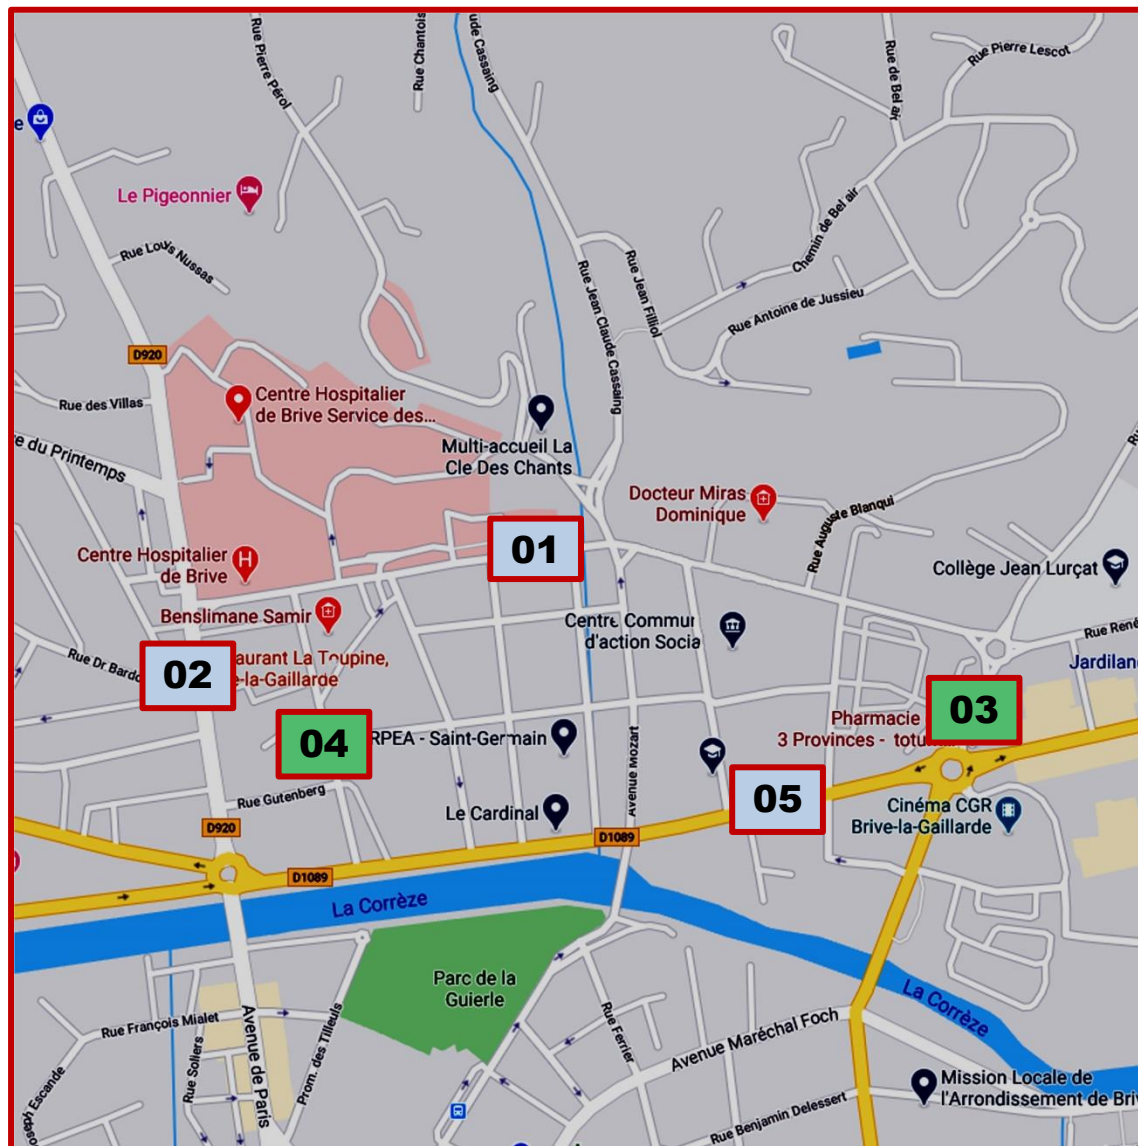 Rue Pierre Pérol
Rue Chantois
ude Cassaing
Rue de Bel air
Rue Pierre Lescot
e
Le Pigeonnier
Rue Louys Nussas
Chemin de Bel air
Rue Jean Filliol
Rue Antoine de Jussieu
Rue Jean Claude Cassaing
D920
Centre Hospitalier
de Brive Service des...
Rue des Villas
e du Printemps
Multi-accueil La
Cle Des Chants
Docteur Miras
Dominique
Rue Auguste Blanqui
01
Centre Hospitalier
de Brive
Collège Jean Lurçat
Benslimane Samir
Centre Commur
d'action Socia
Rue René
Rue Dr Bardo
02
aurant La Toupine,
e-la-Gaillarde
Jardilan
03
Pharmacie
3 Provinces -
04
RPEA - Saint-Germain
Avenue Mozart
Rue Gutenberg
05
Le Cardinal
Cinéma CGR
Brive-la-Gaillarde
D920
D1089
D1089
La Corrèze
Parc de la
Guierle
La Corrèze
Rue François Mialet
Avenue de Paris
Prom. des Tilleuls
Rue Ferrier
Avenue Maréchal Foch
Rue Soliers
Joseph Escande
Mission Locale de
l'Arrondissement de Briv
Rue Benjamin Delessert